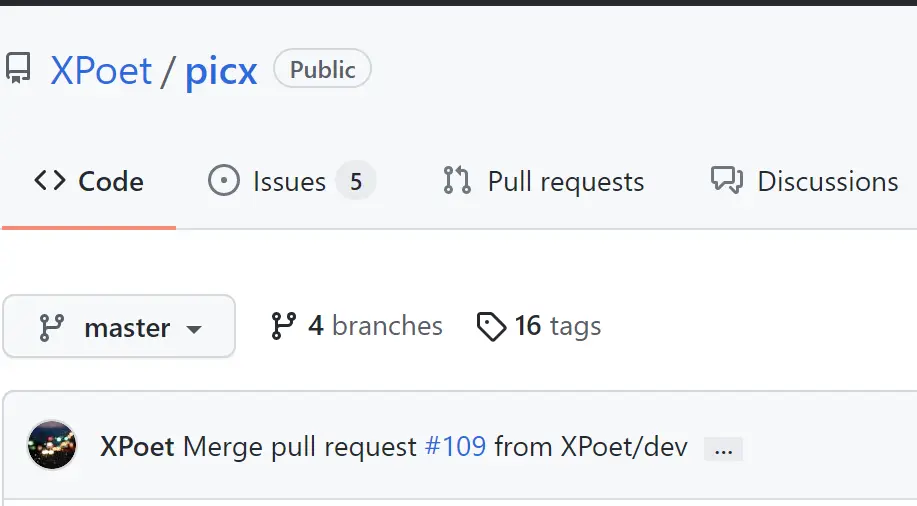 XPoet / picx Public
Code Issues 5 Pull requests Discussions
master 4 branches 16 tags
XPoet Merge pull request #109 from XPoet/dev ...